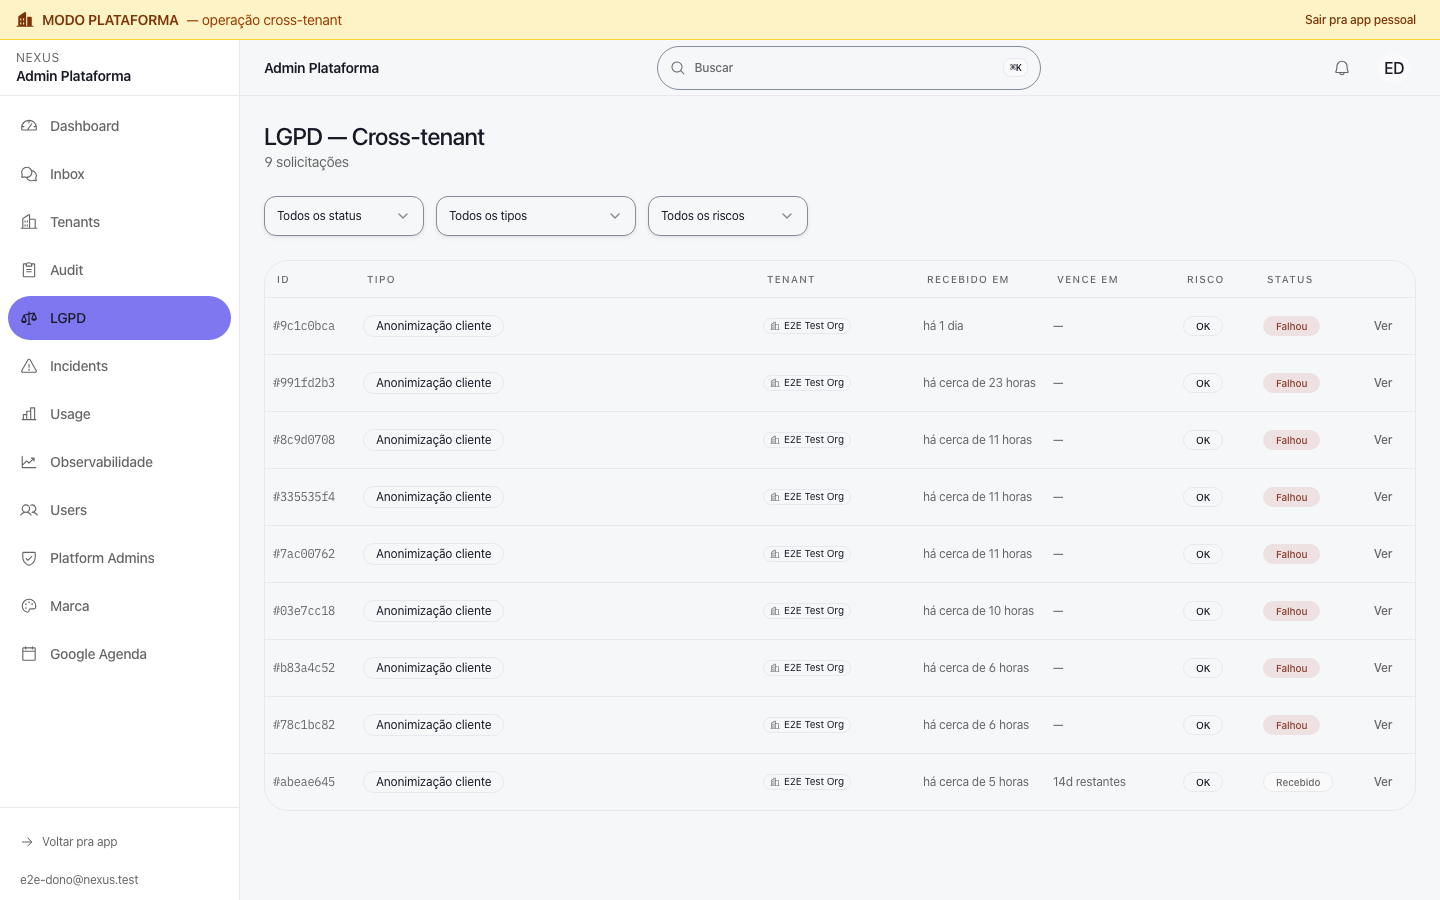 MODO PLATAFORMA — operação cross-tenant
Sair pra app pessoal
NEXUS
Admin Plataforma
Admin Plataforma
Buscar
⌘K
ED
Dashboard
Inbox
Tenants
Audit
LGPD
Incidents
Usage
Observabilidade
Users
Platform Admins
Marca
Google Agenda
Voltar pra app
e2e-dono@nexus.test
LGPD — Cross-tenant
9 solicitações
Todos os status
Todos os tipos
Todos os riscos
ID TIPO TENANT RECEBIDO EM VENCE EM RISCO STATUS
#9c1c0bca Anonimização cliente E2E Test Org há 1 dia — OK Falhou Ver
#991fd2b3 Anonimização cliente E2E Test Org há cerca de 23 horas — OK Falhou Ver
#8c9d0708 Anonimização cliente E2E Test Org há cerca de 11 horas — OK Falhou Ver
#335535f4 Anonimização cliente E2E Test Org há cerca de 11 horas — OK Falhou Ver
#7ac00762 Anonimização cliente E2E Test Org há cerca de 11 horas — OK Falhou Ver
#03e7cc18 Anonimização cliente E2E Test Org há cerca de 10 horas — OK Falhou Ver
#b83a4c52 Anonimização cliente E2E Test Org há cerca de 6 horas — OK Falhou Ver
#78c1bc82 Anonimização cliente E2E Test Org há cerca de 6 horas — OK Falhou Ver
#abeae645 Anonimização cliente E2E Test Org há cerca de 5 horas 14d restantes OK Recebido Ver